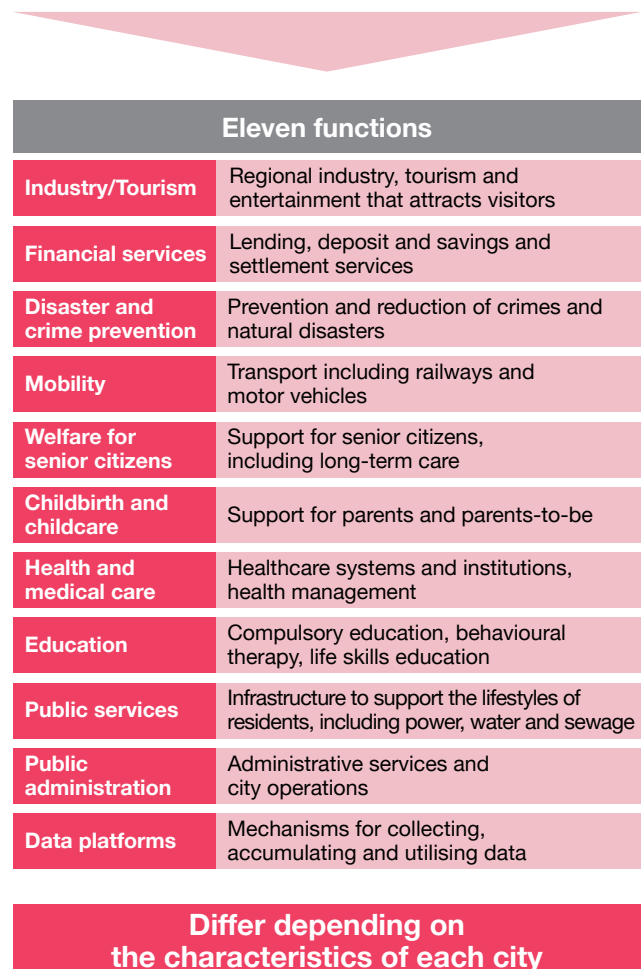 Eleven functions
Industry/Tourism
Regional industry, tourism and
entertainment that attracts visitors
Financial services
Lending, deposit and savings and
settlement services
Disaster and
crime prevention
Prevention and reduction of crimes and
natural disasters
Mobility
Transport including railways and
motor vehicles
Welfare for
senior citizens
Support for senior citizens,
including long-term care
Childbirth and
childcare
Support for parents and parents-to-be
Health and
medical care
Healthcare systems and institutions,
health management
Education
Compulsory education, behavioural
therapy, life skills education
Public services
Infrastructure to support the lifestyles of
residents, including power, water and sewage
Public
administration
Administrative services and
city operations
Data platforms
Mechanisms for collecting,
accumulating and utilising data
Differ depending on
the characteristics of each city